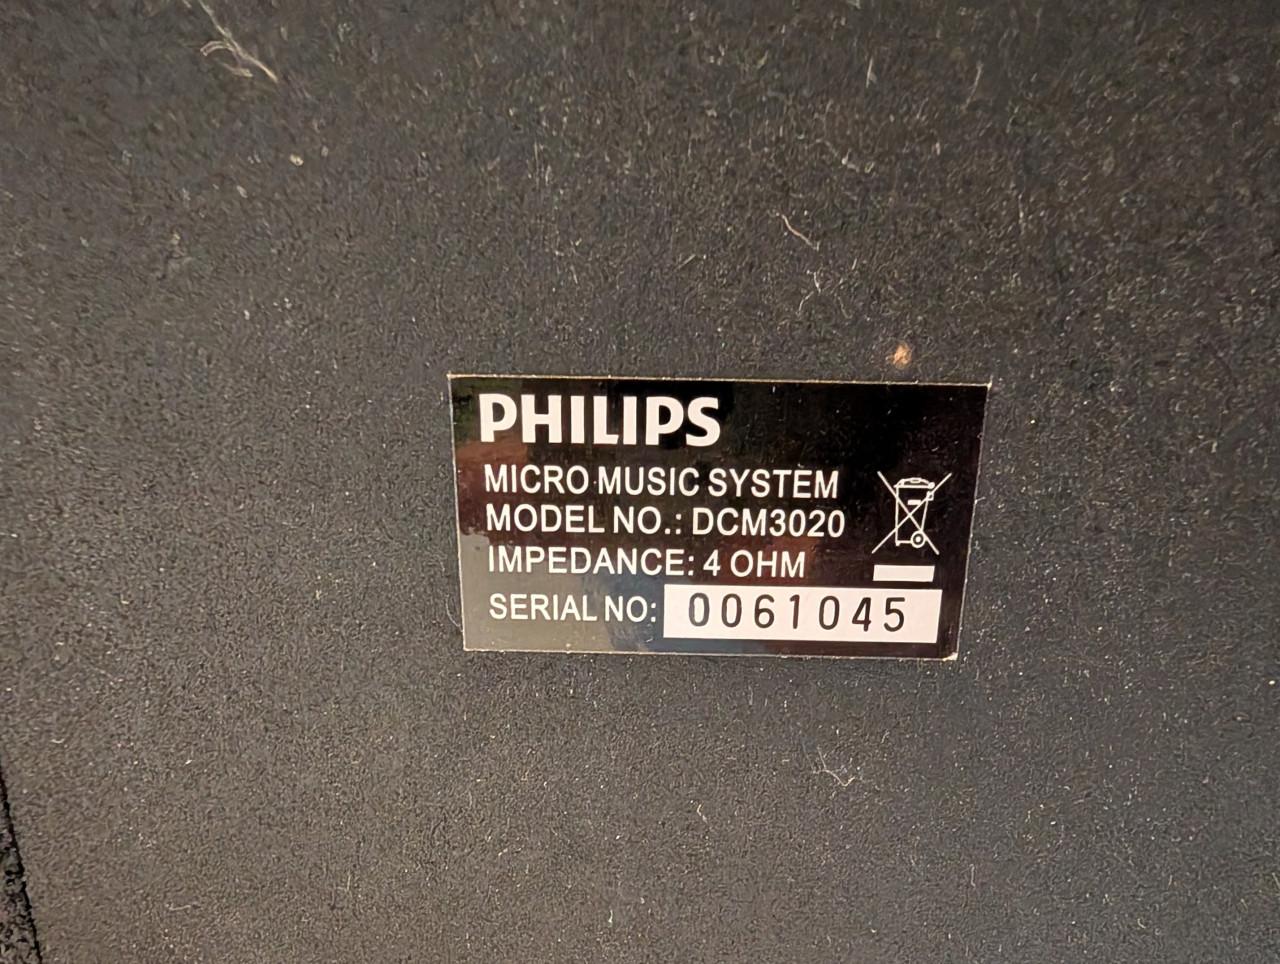 PHILIPS
MICRO MUSIC SYSTEM
MODEL NO.: DCM3020
IMPEDANCE: 4 OHM
SERIAL NO: 0061045